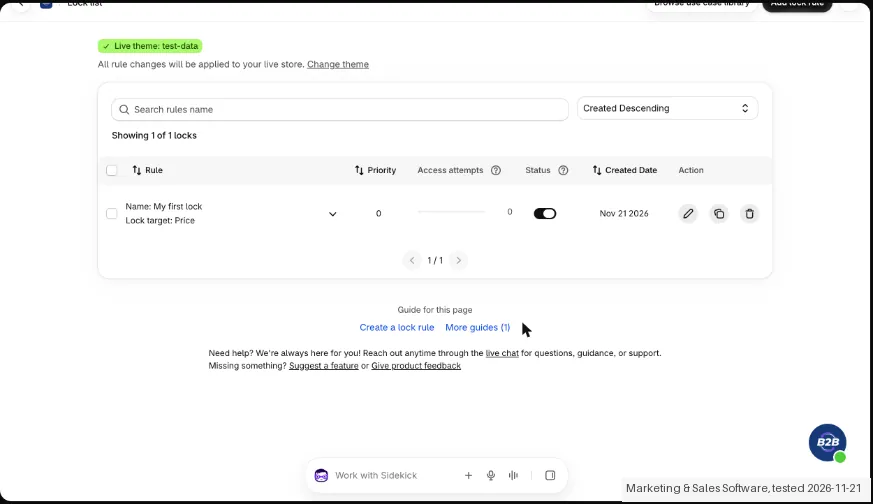 Lock list
Browse use case library
Add lock rule
Live theme: test-data
All rule changes will be applied to your live store. Change theme
Search rules name
Created Descending
Showing 1 of 1 locks
Rule
Priority
Access attempts
Status
Created Date
Action
Name: My first lock
Lock target: Price
0
0
Nov 21 2026
1 / 1
Guide for this page
Create a lock rule
More guides (1)
Need help? We're always here for you! Reach out anytime through the live chat for questions, guidance, or support.
Missing something? Suggest a feature or Give product feedback
B2B
Work with Sidekick
Marketing & Sales Software, tested 2026-11-21